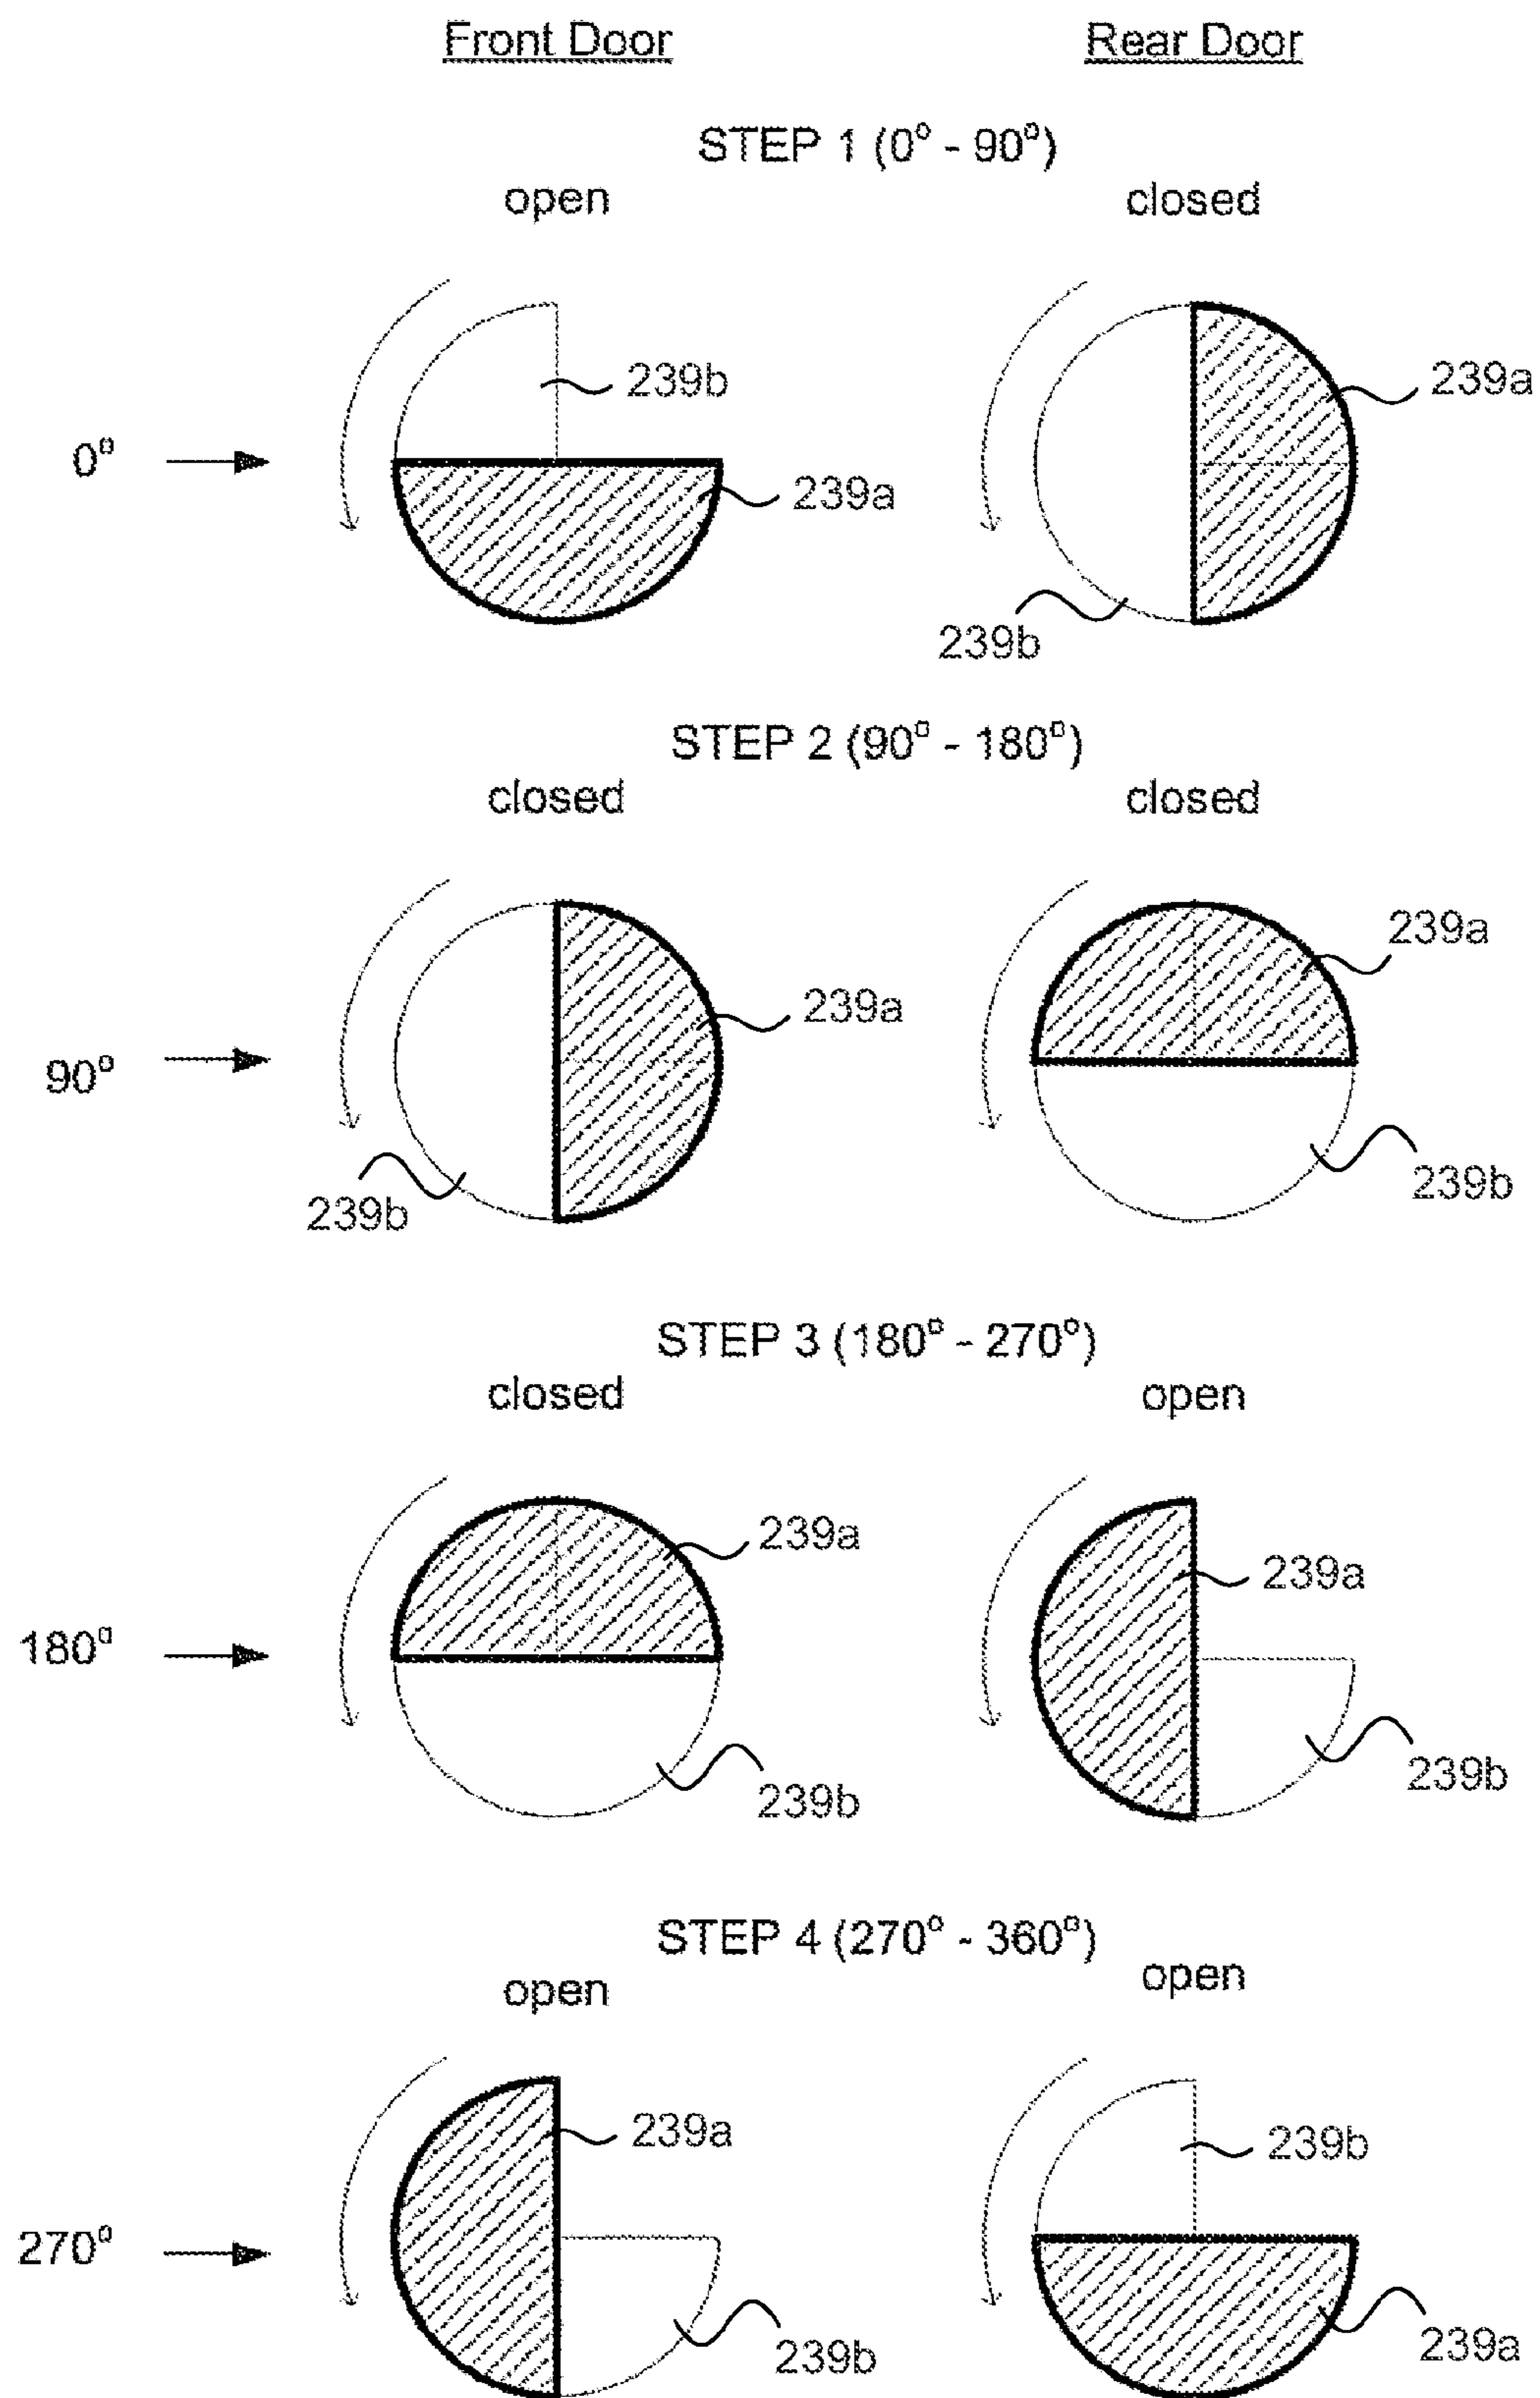 Front Door Rear Door
STEP 1 (0° - 90°)
open closed
239b 239a
0° 239a
239b
STEP 2 (90° - 180°)
closed closed
239a
239a
90°
239b 239b
STEP 3 (180° - 270°)
closed open
239a 239a
180°
239b 239b
STEP 4 (270° - 360°)
open open
239a 239b
270°
239b 239a